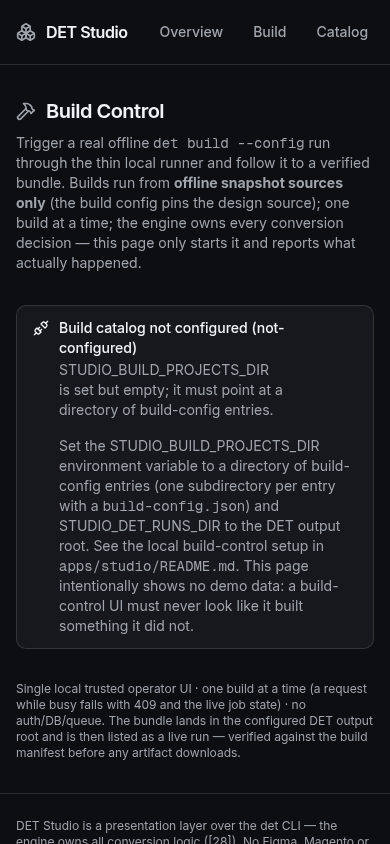 DET Studio
Overview
Build
Catalog
Build Control
Trigger a real offline det build --config run
through the thin local runner and follow it to a verified
bundle. Builds run from offline snapshot sources
only (the build config pins the design source); one
build at a time; the engine owns every conversion
decision — this page only starts it and reports what
actually happened.
Build catalog not configured (not-
configured)
STUDIO_BUILD_PROJECTS_DIR
is set but empty; it must point at a
directory of build-config entries.
Set the STUDIO_BUILD_PROJECTS_DIR
environment variable to a directory of build-
config entries (one subdirectory per entry
with a build-config.json) and
STUDIO_DET_RUNS_DIR to the DET output
root. See the local build-control setup in
apps/studio/README.md. This page
intentionally shows no demo data: a build-
control UI must never look like it built
something it did not.
Single local trusted operator UI · one build at a time (a request
while busy fails with 409 and the live job state) · no
auth/DB/queue. The bundle lands in the configured DET output
root and is then listed as a live run — verified against the build
manifest before any artifact downloads.
DET Studio is a presentation layer over the det CLI — the
engine owns all conversion logic ([28]). No Figma, Magento or